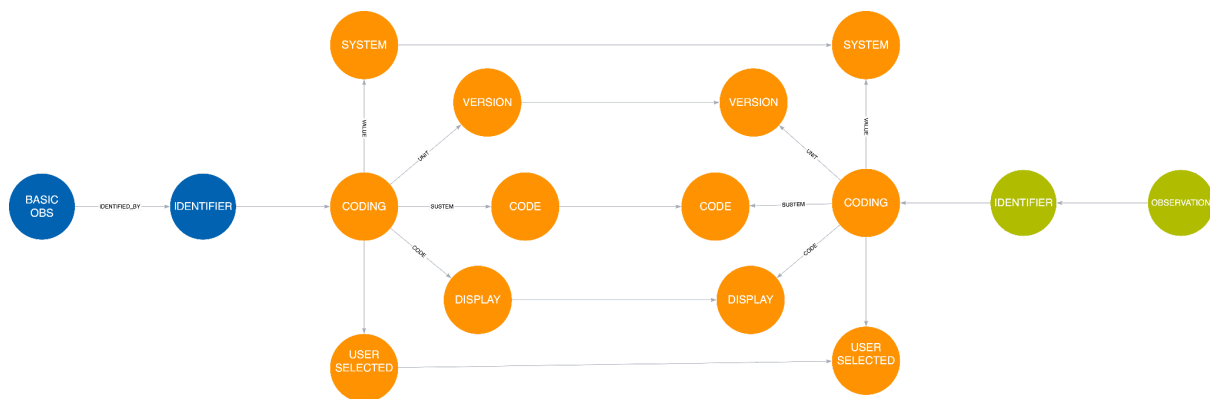 SYSTEM
SYSTEM
VERSION
VERSION
VALUE
VALUE
UNIT
UNIT
BASIC
OBS
IDENTIFIED_BY
IDENTIFIER
CODING
SUSTEM
CODE
CODE
SUSTEM
CODING
IDENTIFIER
OBSERVATION
CODE
CODE
DISPLAY
DISPLAY
USER
SELECTED
USER
SELECTED